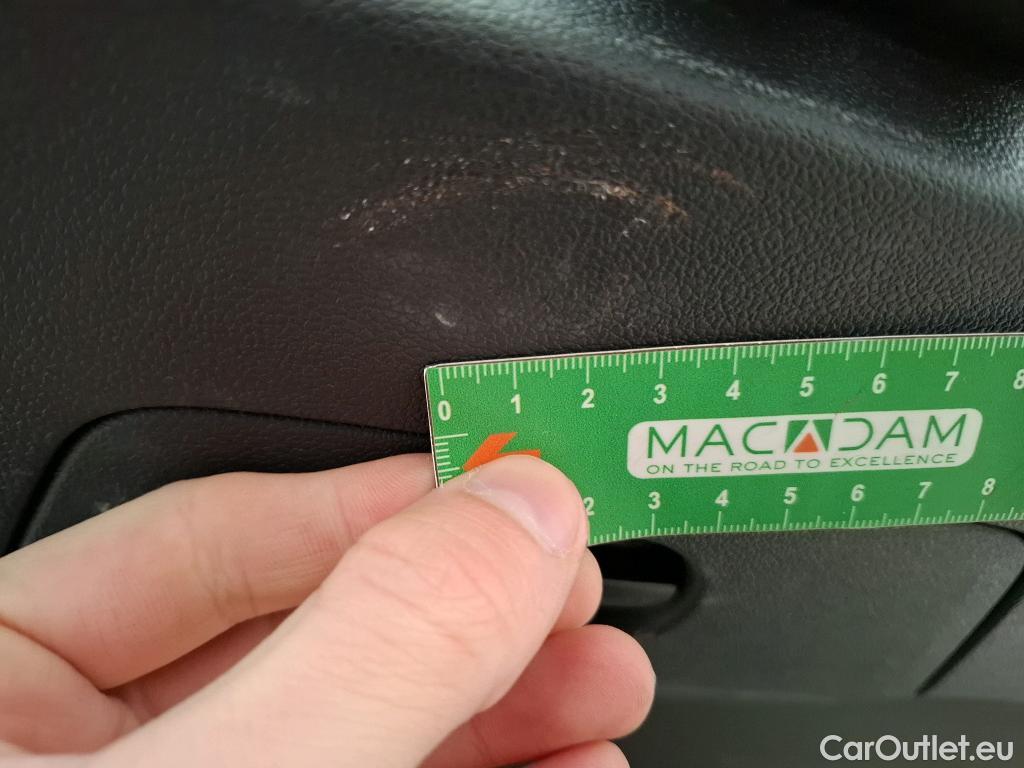 0 1 2 3 4 5 6 7 8
MACADAM
ON THE ROAD TO EXCELLENCE
2 3 4 5 6 7 8
CarOutlet.eu